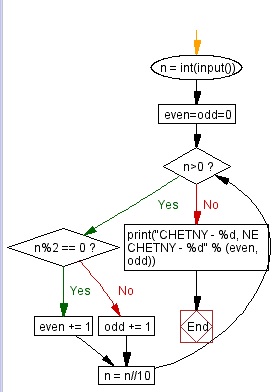 n = int(input())
even=odd=0
n>0 ?
Yes
No
print("CHETNY - %d, NE
CHETNY - %d" % (even,
odd))
n%2 == 0 ?
Yes
No
End
even += 1
odd += 1
n = n//10